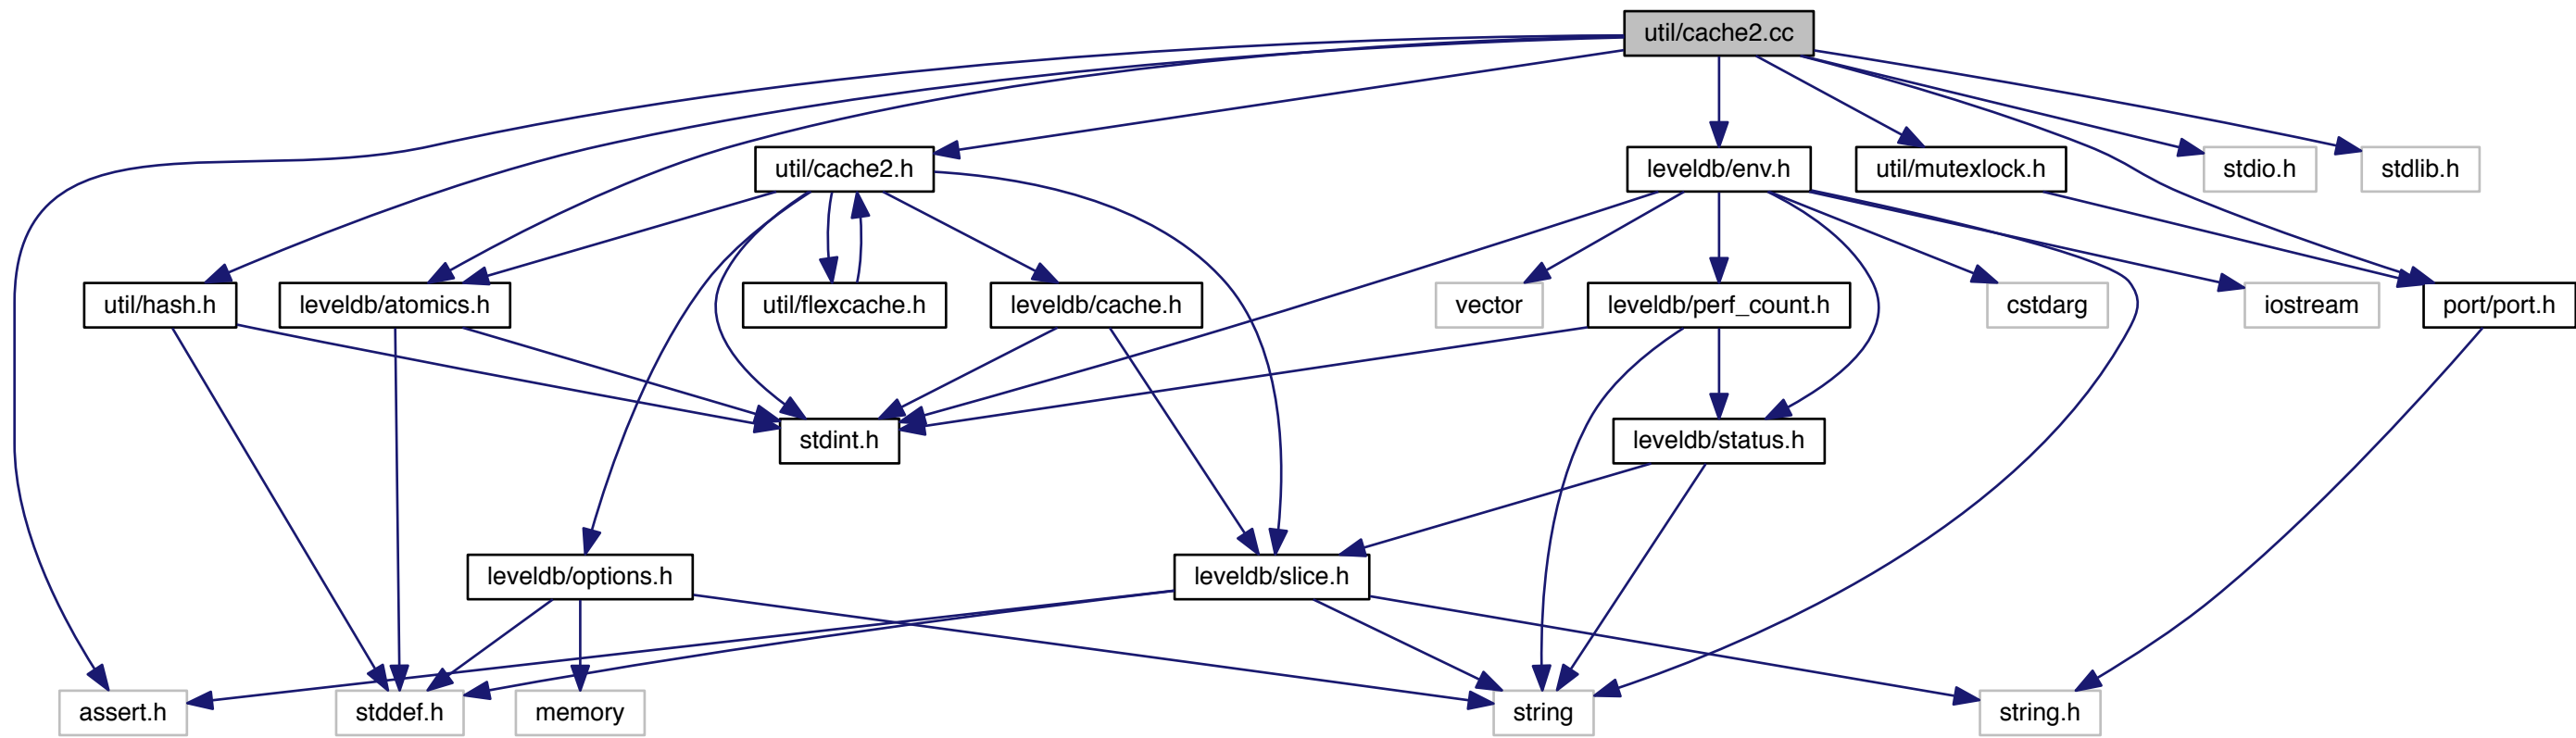 util/cache2.cc
util/cache2.h
leveldb/env.h
util/mutexlock.h
stdio.h
stdlib.h
util/hash.h
leveldb/atomics.h
util/flexcache.h
leveldb/cache.h
vector
leveldb/perf_count.h
cstdarg
iostream
port/port.h
stdint.h
leveldb/status.h
leveldb/options.h
leveldb/slice.h
assert.h
stddef.h
memory
string
string.h